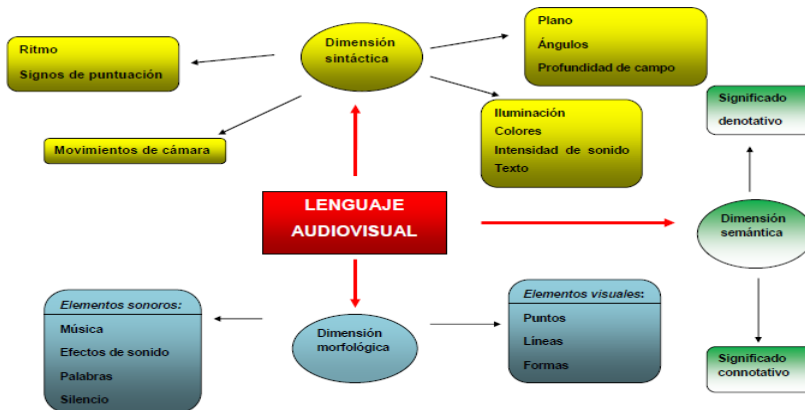 Ritmo
Signos de puntuación
Dimensión
sintáctica
Plano
Ángulos
Profundidad de campo
Movimientos de cámara
Iluminación
Colores
Intensidad de sonido
Texto
Significado
denotativo
LENGUAJE
AUDIOVISUAL
Dimensión
semántica
Elementos sonoros:
Música
Efectos de sonido
Palabras
Silencio
Dimensión
morfológica
Elementos visuales:
Puntos
Líneas
Formas
Significado
connotativo